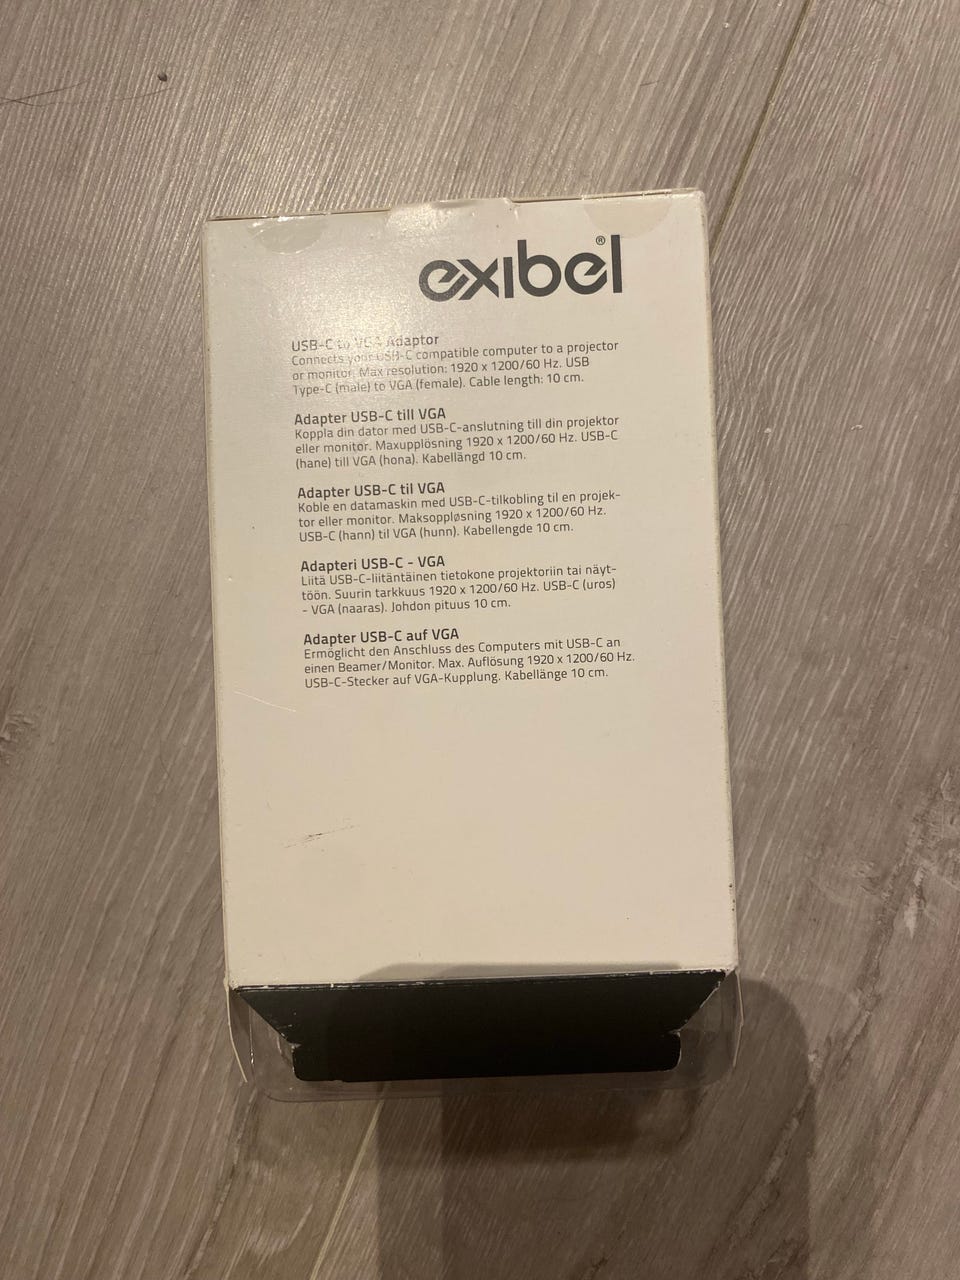 exibel®
USB-C to VGA Adaptor
Connects your USB-C compatible computer to a projector
or monitor. Max resolution: 1920 x 1200/60 Hz. USB
Type-C (male) to VGA (female). Cable length: 10 cm.
Adapter USB-C till VGA
Koppla din dator med USB-C-anslutning till din projektor
eller monitor. Maxupplösning 1920 x 1200/60 Hz. USB-C
(hane) till VGA (hona). Kabellängd 10 cm.
Adapter USB-C til VGA
Koble en datamaskin med USB-C-tilkobling til en projek-
tor eller monitor. Maksoppløsning 1920 x 1200/60 Hz.
USB-C (hann) til VGA (hunn). Kabellengde 10 cm.
Adapteri USB-C - VGA
Liitä USB-C-liitäntäinen tietokone projektoriin tai näyt-
töön. Suurin tarkkuus 1920 x 1200/60 Hz. USB-C (uros)
- VGA (naaras). Johdon pituus 10 cm.
Adapter USB-C auf VGA
Ermöglicht den Anschluss des Computers mit USB-C an
einen Beamer/Monitor. Max. Auflösung 1920 x 1200/60 Hz.
USB-C-Stecker auf VGA-Kupplung. Kabellänge 10 cm.